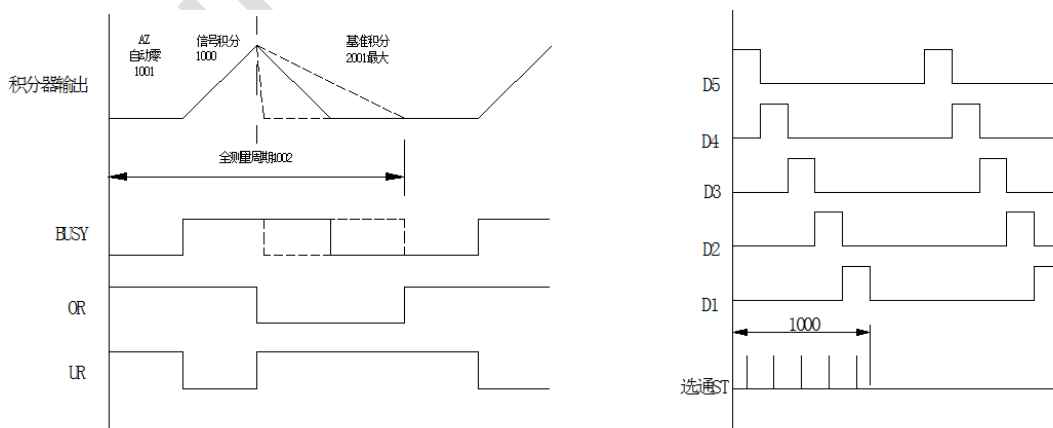 AZ
自动零
1001
信号积分
1000
基准积分
2001最大
积分器输出
全测量周期1002
BUSY
OR
UR
D5
D4
D3
D2
D1
1000
选通ST